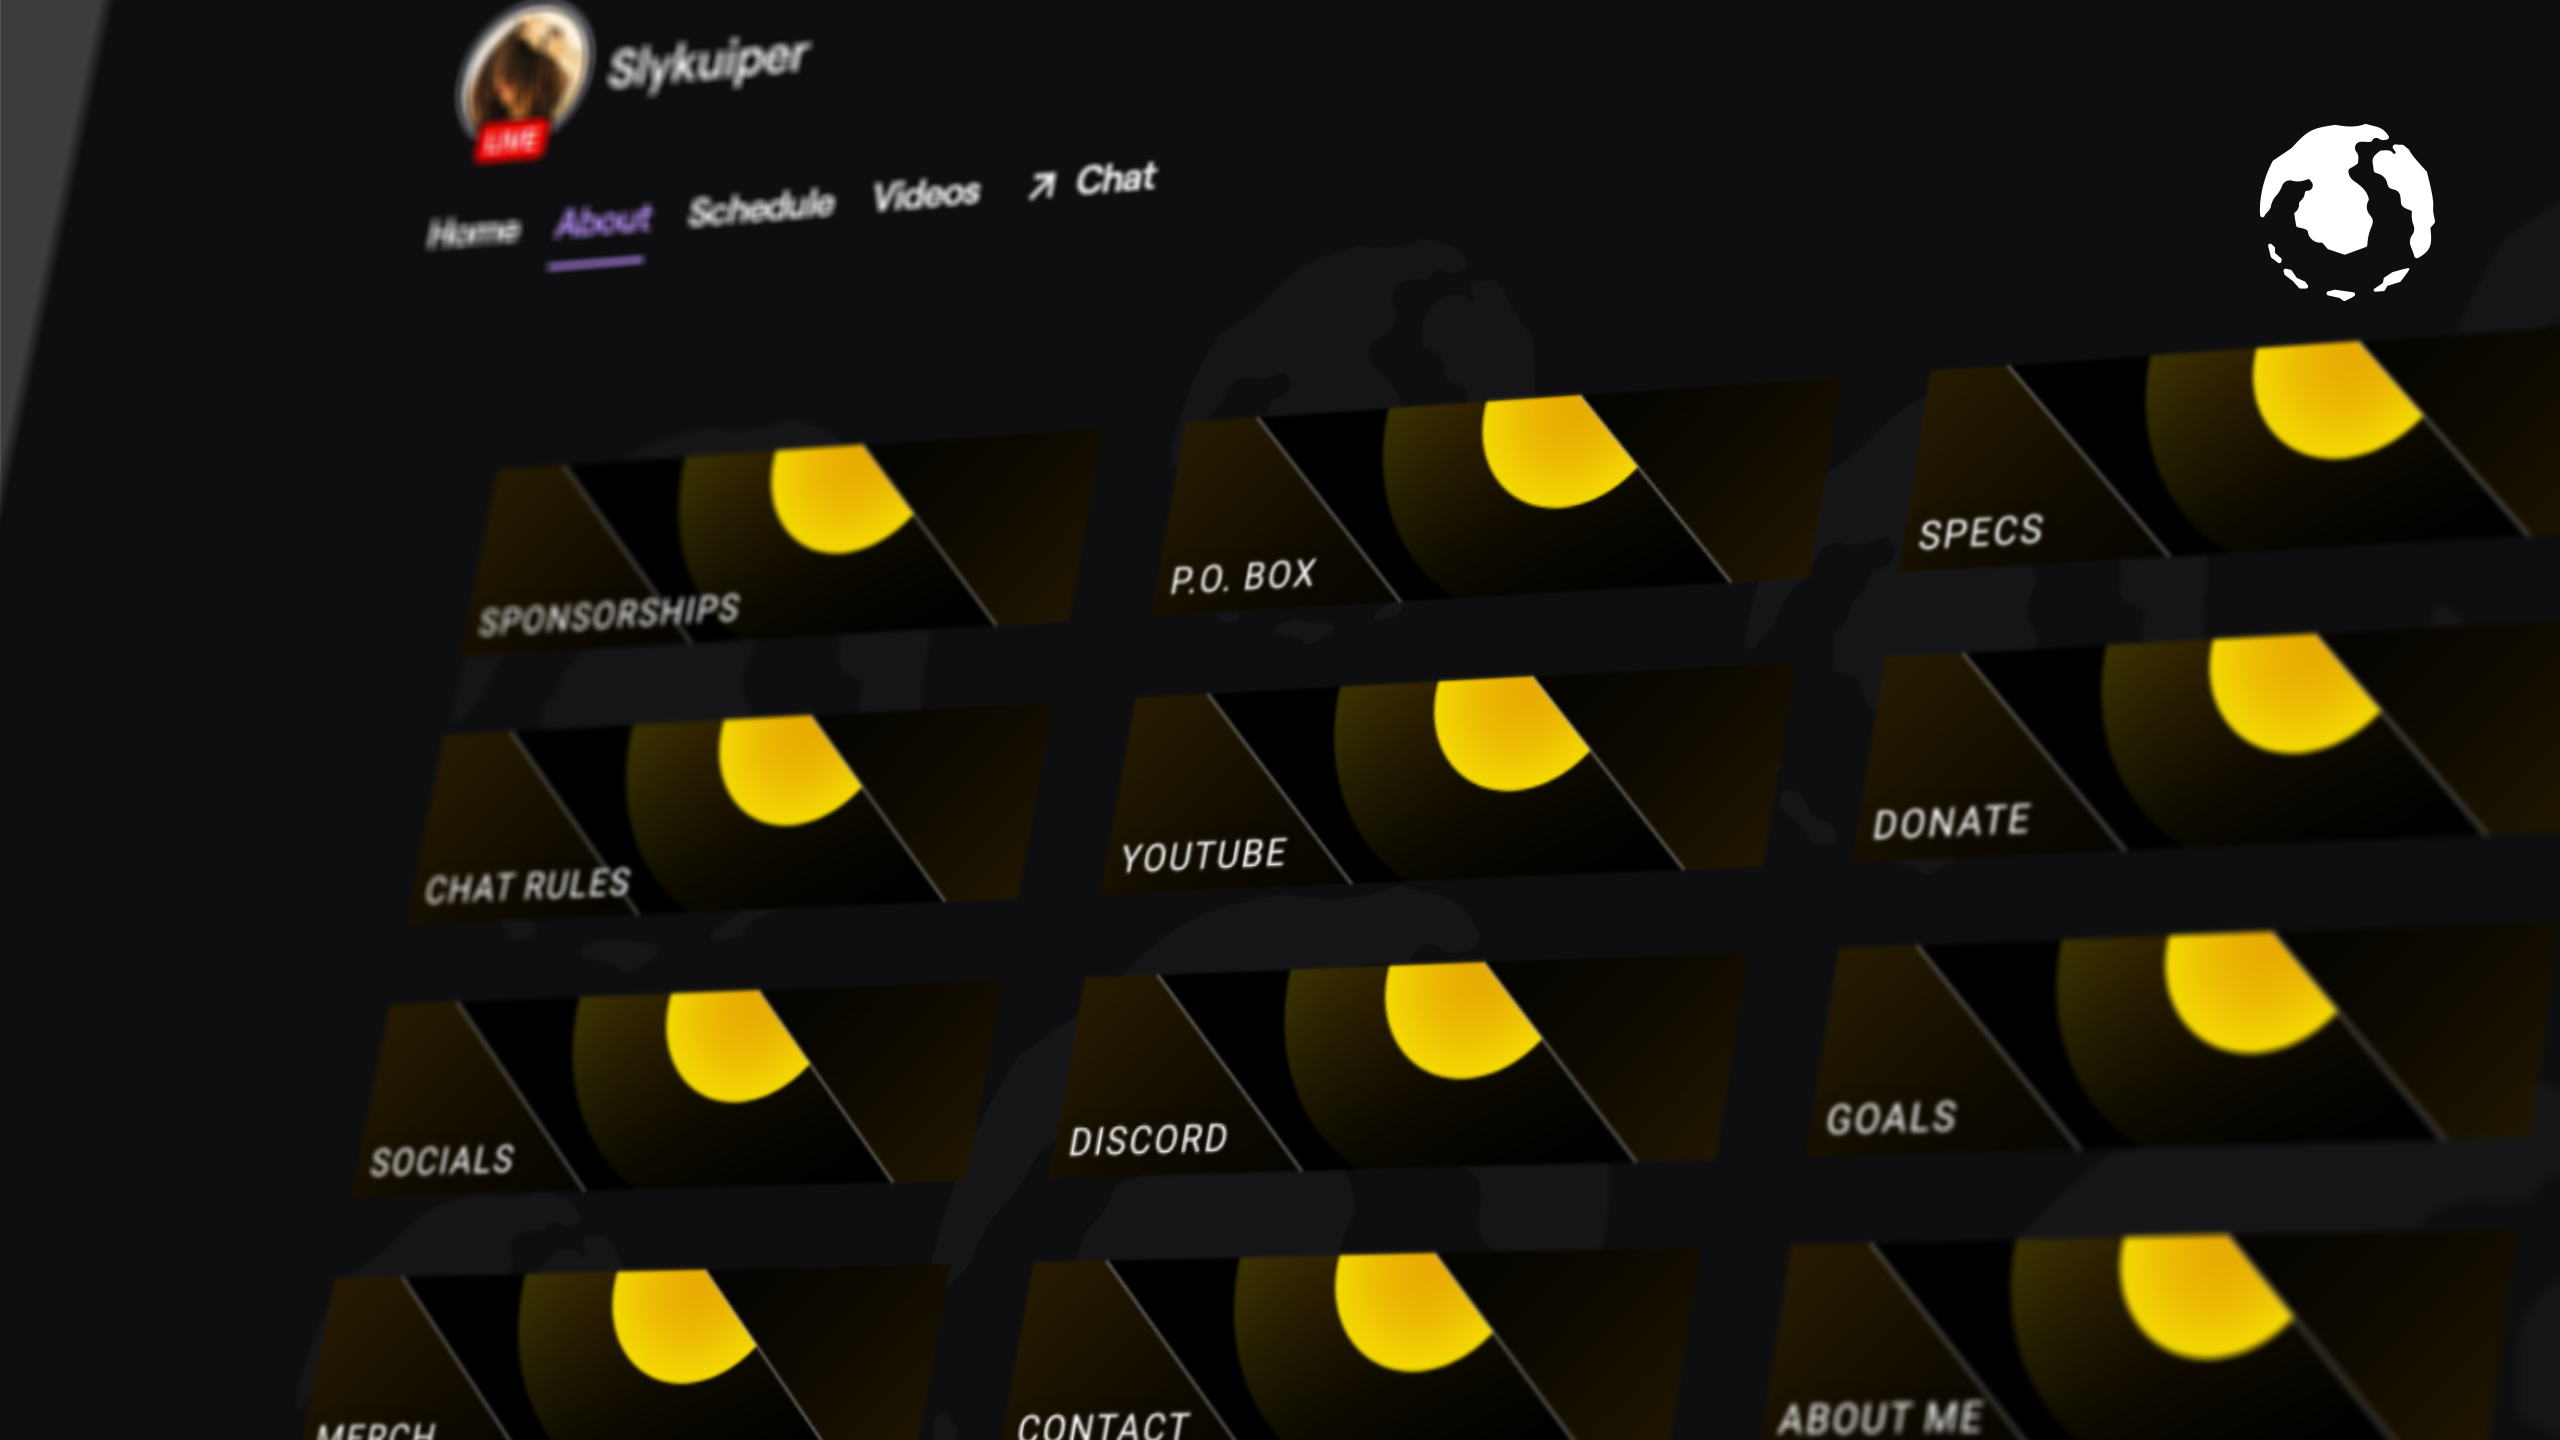 Slykuiper
LIVE
Home About Schedule Videos Chat
SPONSORSHIPS P.O. BOX SPECS
CHAT RULES YOUTUBE DONATE
SOCIALS DISCORD GOALS
MERCH CONTACT ABOUT ME